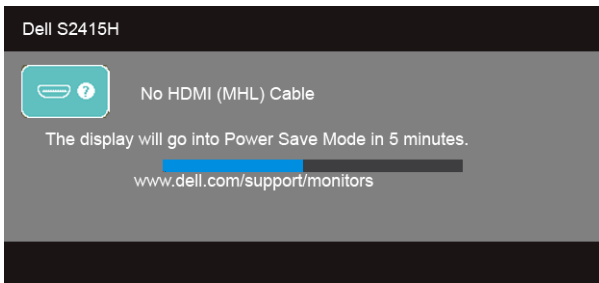 Dell S2415H
?
No HDMI (MHL) Cable
The display will go into Power Save Mode in 5 minutes.
www.dell.com/support/monitors